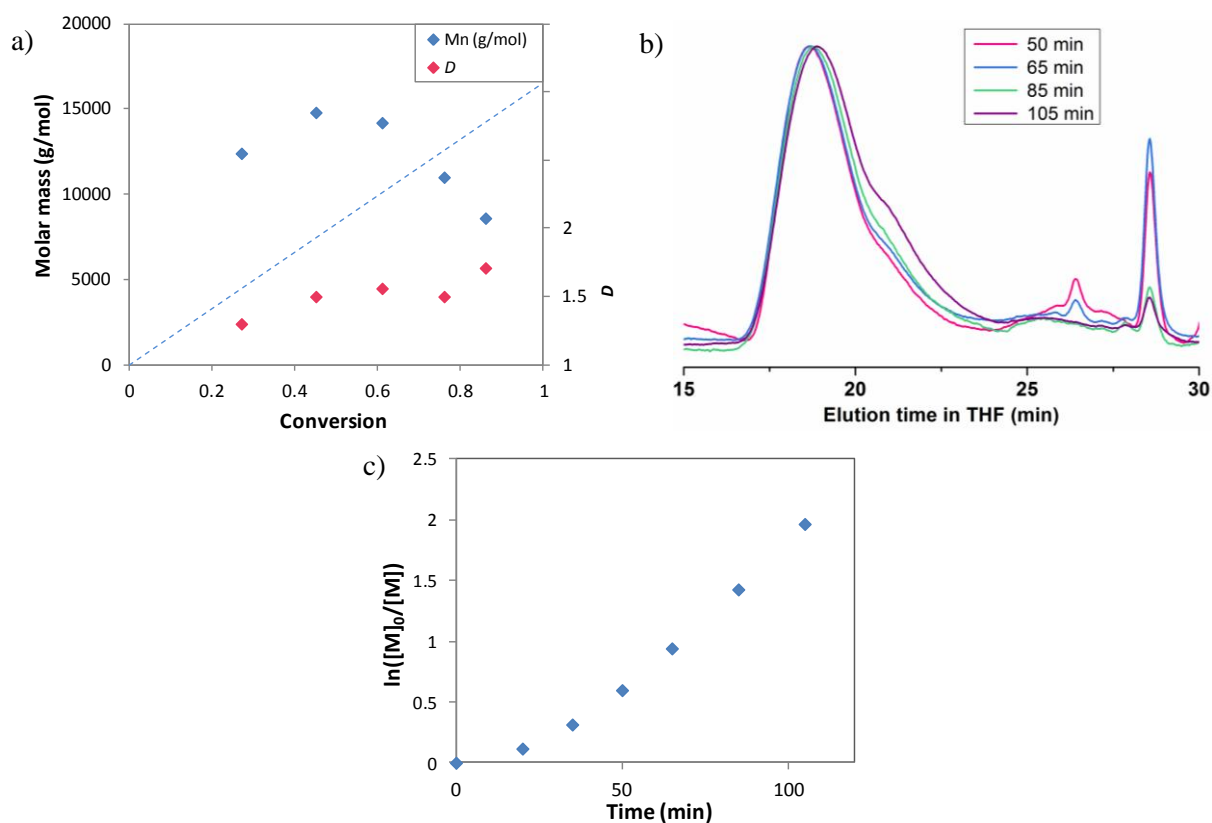 a)
20000
15000
10000
5000
0
Molar mass (g/mol)
Mn (g/mol)
D
2
1.5
1
D
0 0.2 0.4 0.6 0.8 1
Conversion
b)
50 min
65 min
85 min
105 min
15 20 25 30
Elution time in THF (min)
c)
2.5
2
1.5
1
0.5
0
ln([M]₀/[M])
0 50 100
Time (min)